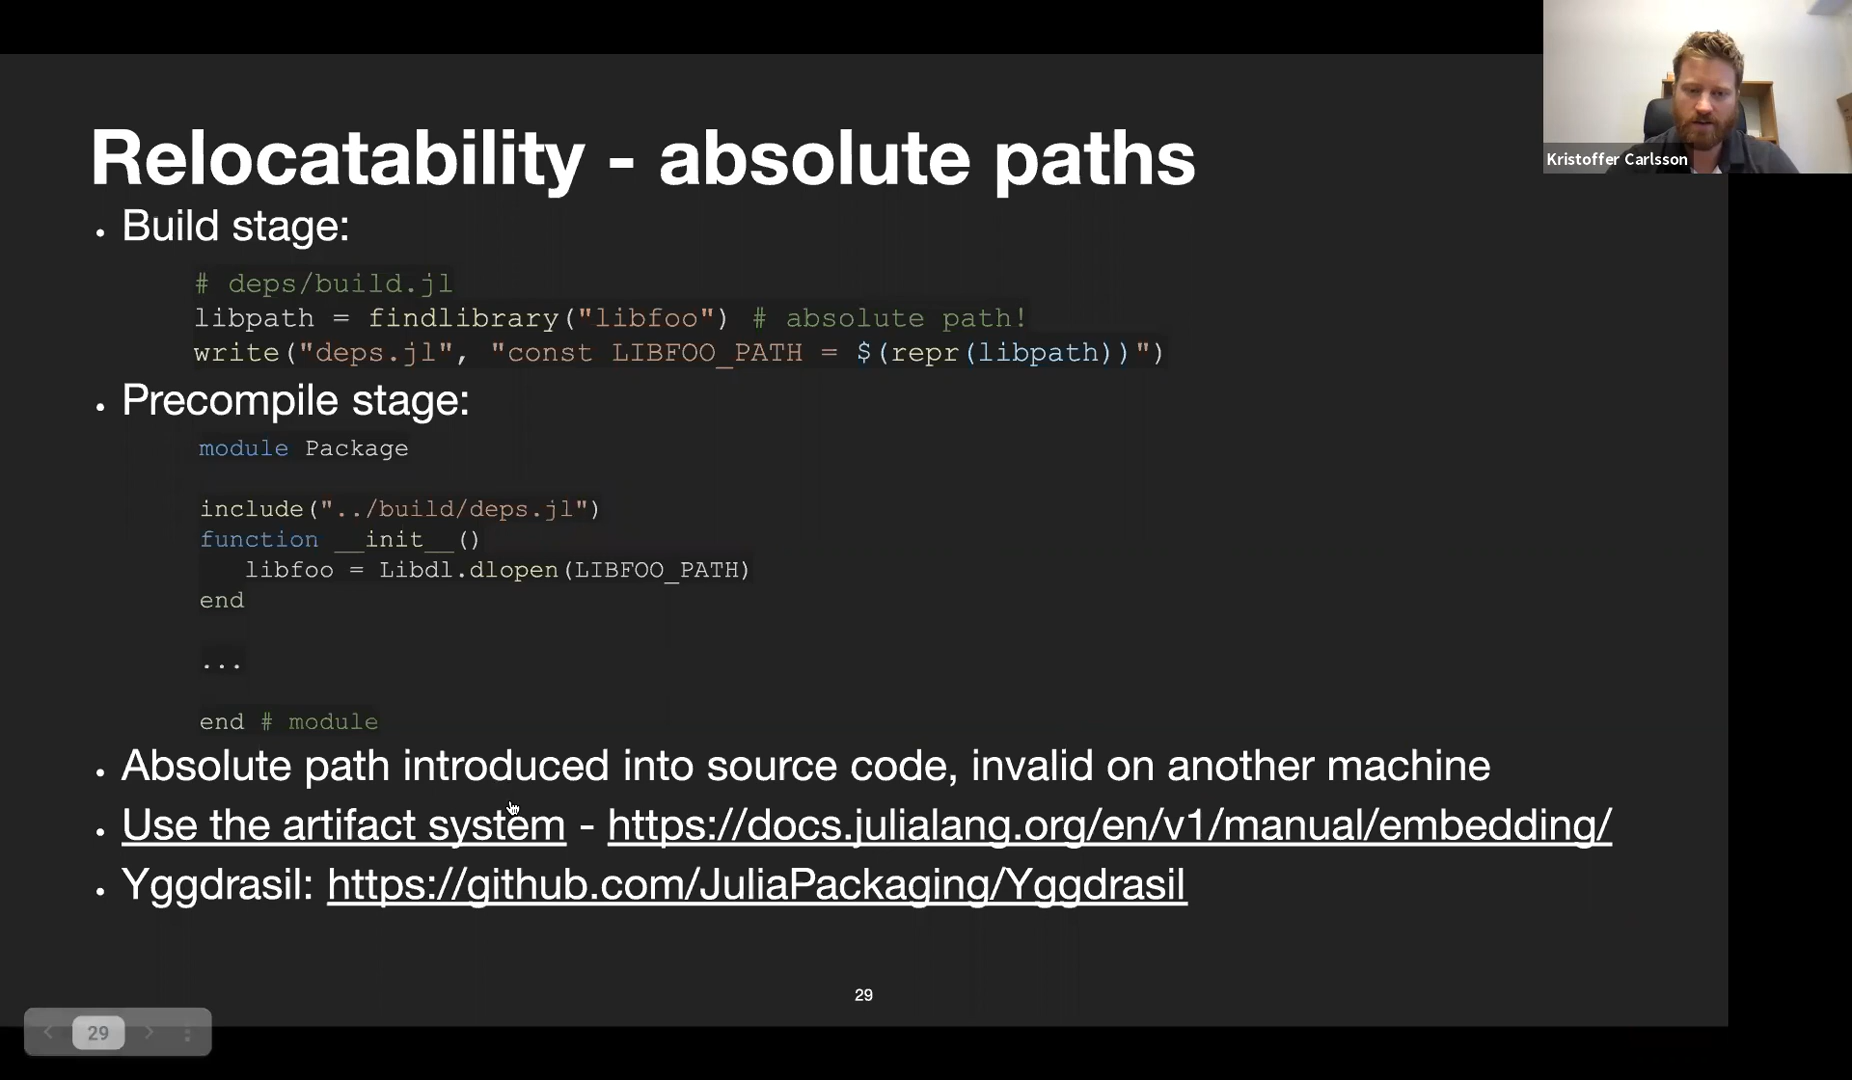 Kristoffer Carlsson
Relocatability - absolute paths
• Build stage:
# deps/build.jl
libpath = findlibrary("libfoo") # absolute path!
write("deps.jl", "const LIBFOO_PATH = $(repr(libpath))")
• Precompile stage:
module Package
include("../build/deps.jl")
function __init__()
libfoo = Libdl.dlopen(LIBFOO_PATH)
end
...
end # module
• Absolute path introduced into source code, invalid on another machine
• Use the artifact system - https://docs.julialang.org/en/v1/manual/embedding/
• Yggdrasil: https://github.com/JuliaPackaging/Yggdrasil
29
29